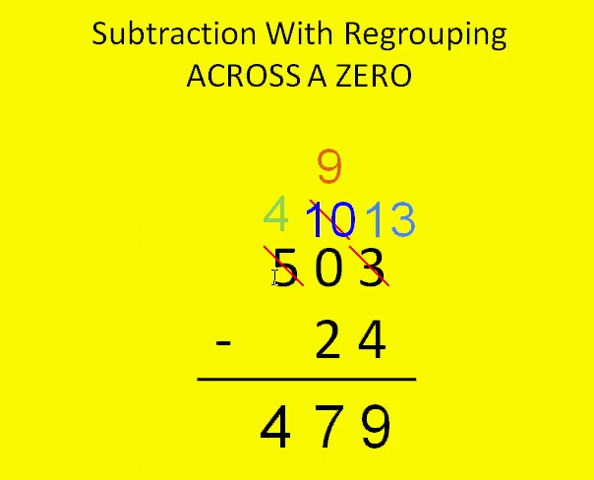 Subtraction With Regrouping
ACROSS A ZERO
9
4 10 13
5 0 3
- 2 4
4 7 9